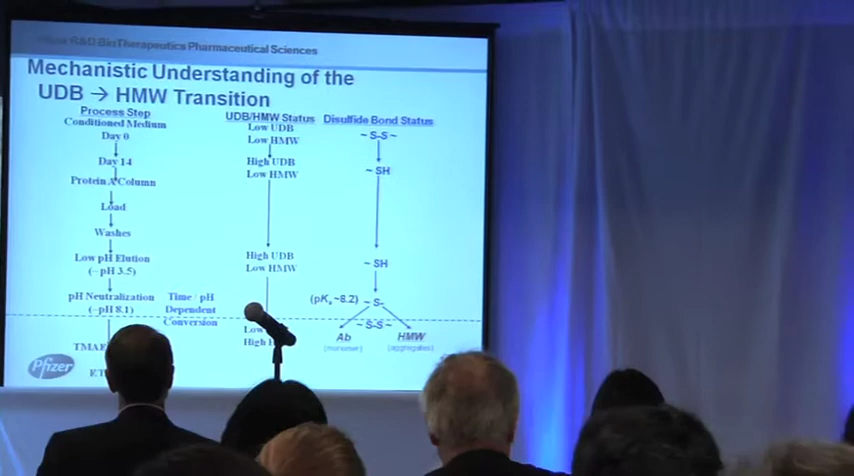 R&D BioTherapeutics Pharmaceutical Sciences
Mechanistic Understanding of the
UDB → HMW Transition
Process Step
Conditioned Medium
Day 0
Day 14
Protein A Column
Load
Washes
Low pH Elution
(~pH 3.5)
pH Neutralization
(~pH 8.1)
TMAE
Time / pH
Dependent
Conversion
UDB/HMW Status
Low UDB
Low HMW
High UDB
Low HMW
High UDB
Low HMW
Low
High
Disulfide Bond Status
~ S-S ~
~ SH
~ SH
(pKa ~8.2) ~ S-
~ S-S ~
Ab
(monomer)
HMW
(aggregates)
Pfizer